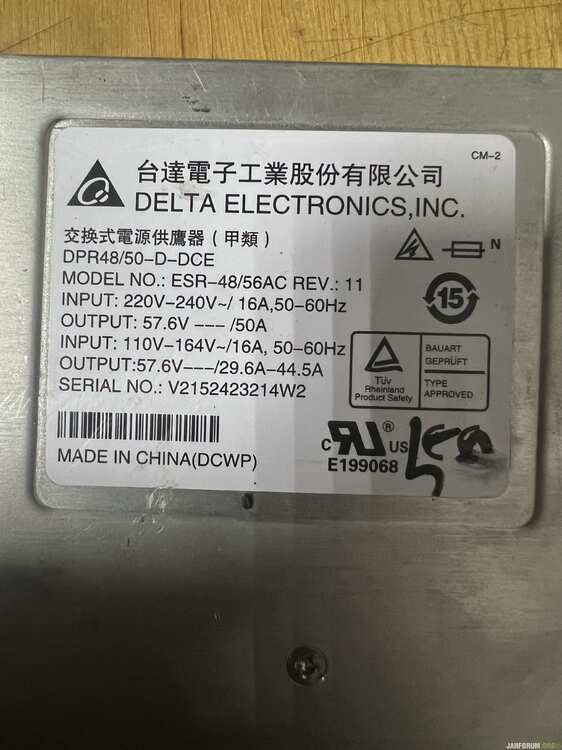 CM-2
台達電子工業股份有限公司
DELTA ELECTRONICS,INC.
交換式電源供應器（甲類）
DPR48/50-D-DCE
MODEL NO.: ESR-48/56AC REV.: 11
INPUT: 220V-240V~/ 16A,50-60Hz
OUTPUT: 57.6V ---/50A
INPUT: 110V-164V~/16A, 50-60Hz
OUTPUT:57.6V---/29.6A-44.5A
SERIAL NO.: V2152423214W2
MADE IN CHINA(DCWP)
N
15
TÜV
Rheinland
Product Safety
BAUART
GEPRÜFT
TYPE
APPROVED
c RU ® US
E199068
JAHFORUM.ORG